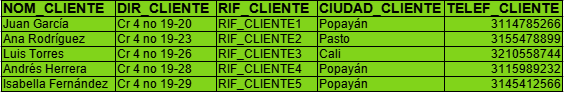 NOM_CLIENTE DIR_CLIENTE RIF_CLIENTE CIUDAD_CLIENTE TELEF_CLIENTE
Juan García Cr 4 no 19-20 RIF_CLIENTE1 Popayán 3114785266
Ana Rodríguez Cr 4 no 19-23 RIF_CLIENTE2 Pasto 3155478899
Luis Torres Cr 4 no 19-26 RIF_CLIENTE3 Cali 3210558744
Andrés Herrera Cr 4 no 19-28 RIF_CLIENTE4 Popayán 3115989232
Isabella Fernández Cr 4 no 19-29 RIF_CLIENTE5 Popayán 3145412566